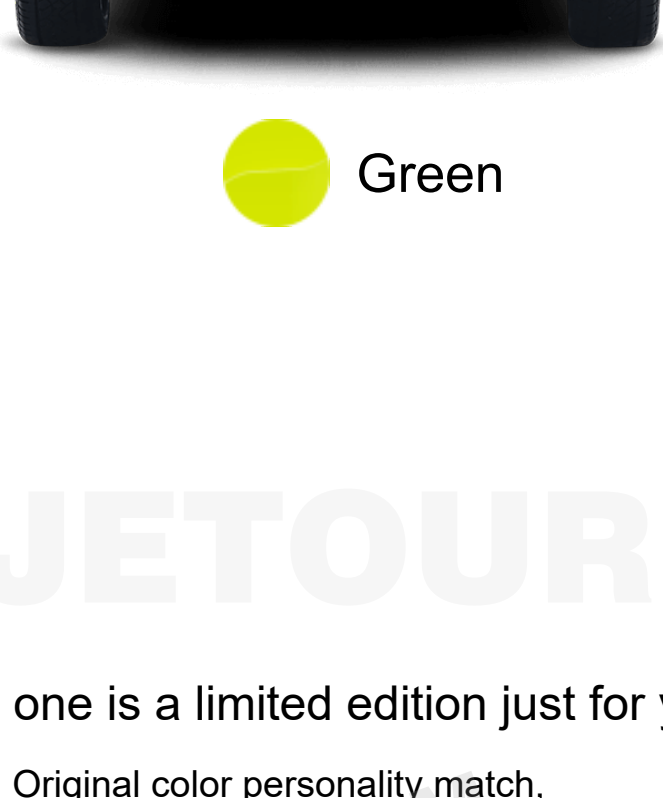 Green
JETOUR
one is a limited edition just for
Original color personality match,